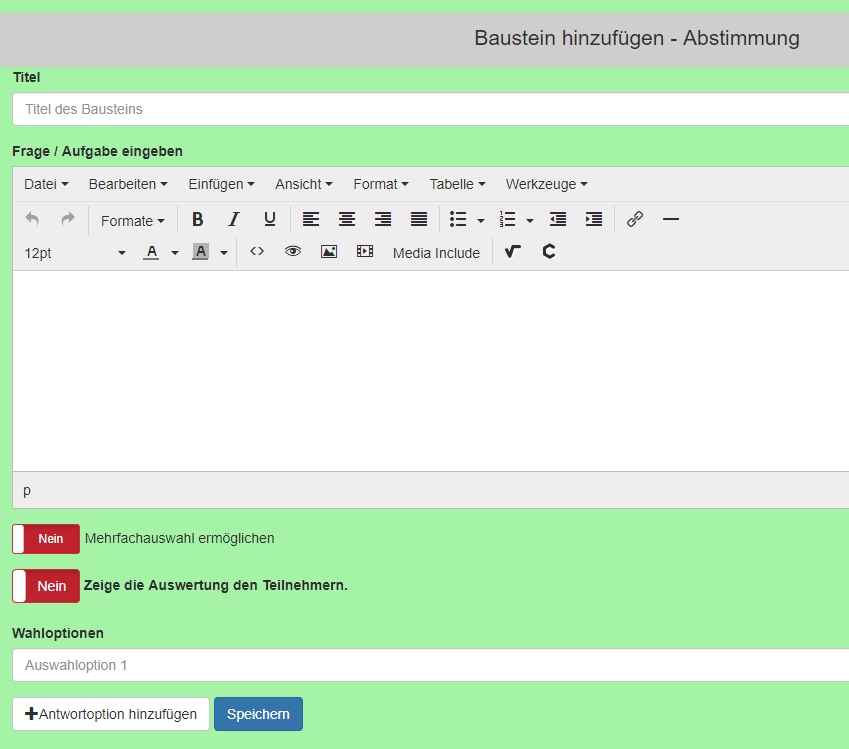 Baustein hinzufügen - Abstimmung
Titel
Titel des Bausteins
Frage / Aufgabe eingeben
Datei Bearbeiten Einfügen Ansicht Format Tabelle Werkzeuge
Formate B I U
12pt A A <> Media Include
p
Nein Mehrfachauswahl ermöglichen
Nein Zeige die Auswertung den Teilnehmern.
Wahloptionen
Auswahloption 1
+Antwortoption hinzufügen Speichern